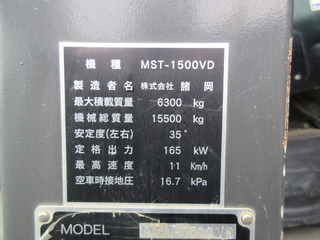 機種 MST-1500VD
製造者名 株式会社 諸岡
最大積載質量 6300 kg
機械総質量 15500 kg
安定度(左右) 35°
定格出力 165 kW
最高速度 11 Km/h
空車時接地圧 16.7 kPa
MODEL